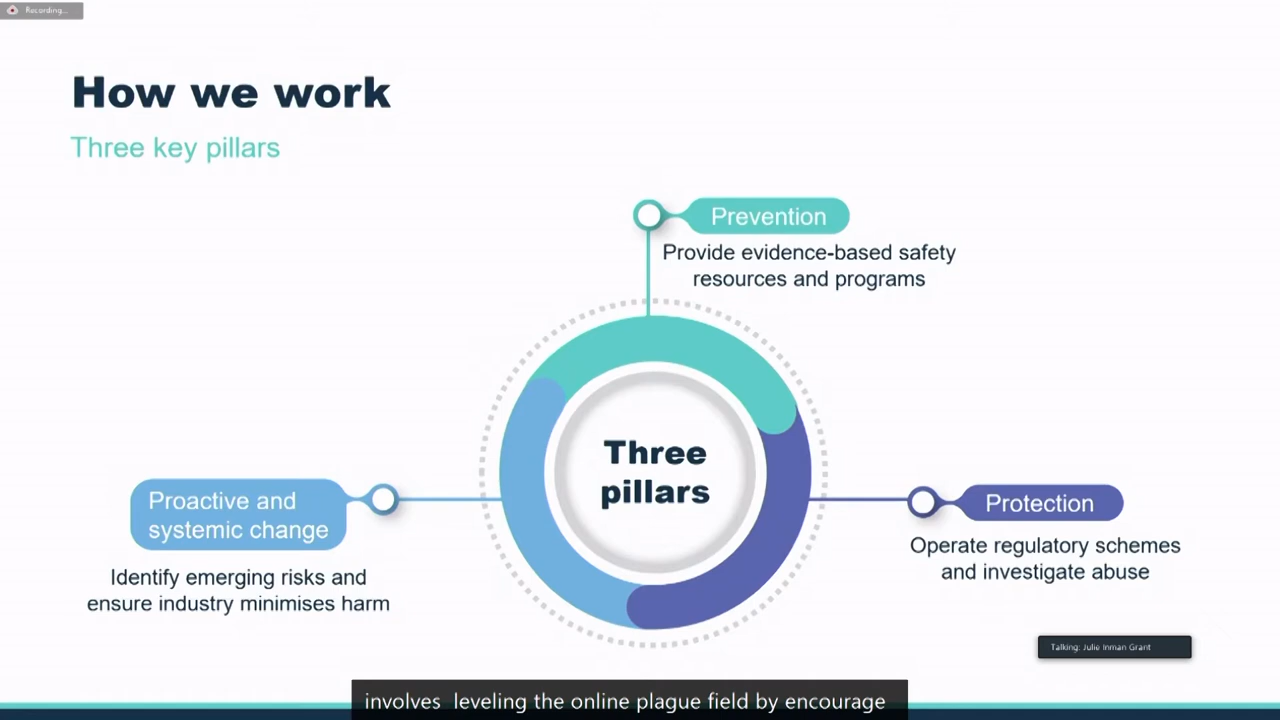 Recording...
How we work
Three key pillars
Prevention
Provide evidence-based safety
resources and programs
Three
pillars
Proactive and
systemic change
Identify emerging risks and
ensure industry minimises harm
Protection
Operate regulatory schemes
and investigate abuse
Talking: Julie Inman Grant
involves leveling the online plague field by encourage